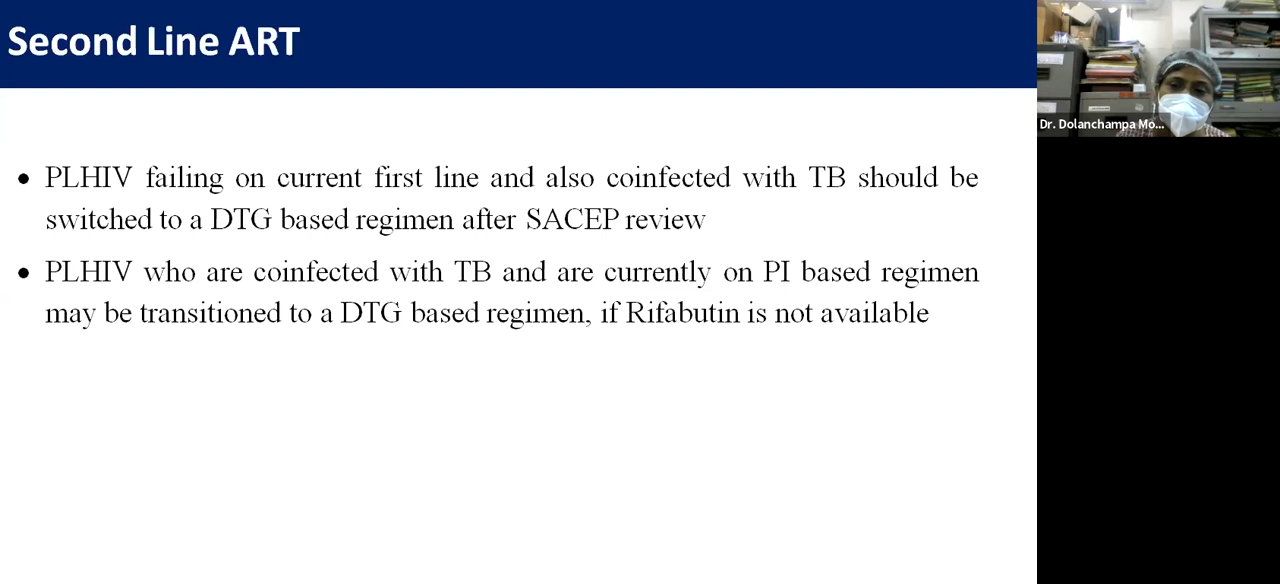 Second Line ART
Dr. Dolanchampa Mo...
• PLHIV failing on current first line and also coinfected with TB should be
switched to a DTG based regimen after SACEP review
• PLHIV who are coinfected with TB and are currently on PI based regimen
may be transitioned to a DTG based regimen, if Rifabutin is not available